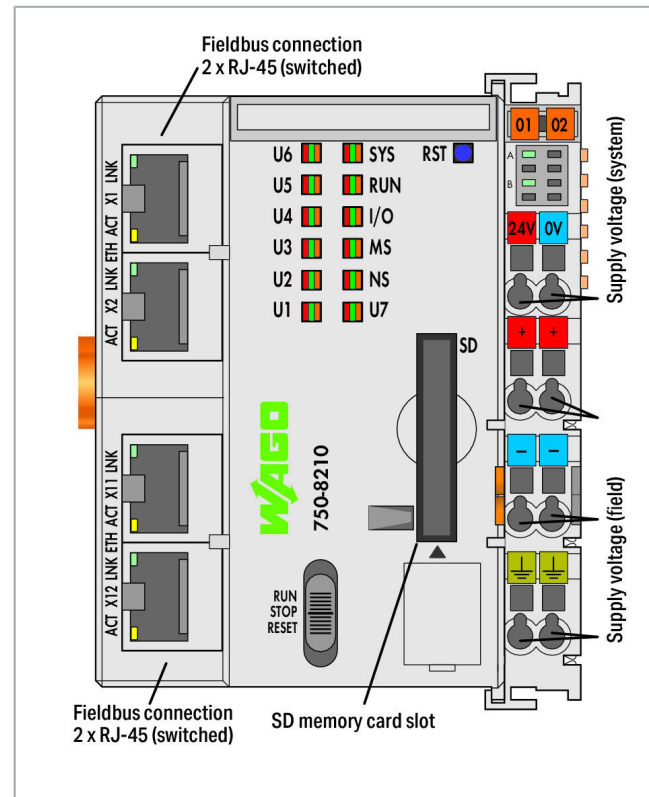 Fieldbus connection
2 x RJ-45 (switched)
ACT X1 LNK
ETH
ACT X2 LNK
ACT X11 LNK
ETH
ACT X12 LNK
U6 SYS RST
U5 RUN
U4 I/O
U3 MS
U2 NS
U1 U7
SD
WAGO
750-8210
RUN
STOP
RESET
01 02
A
B
24V 0V
+ +
− −
Supply voltage (system)
Supply voltage (field)
Fieldbus connection
2 x RJ-45 (switched)
SD memory card slot